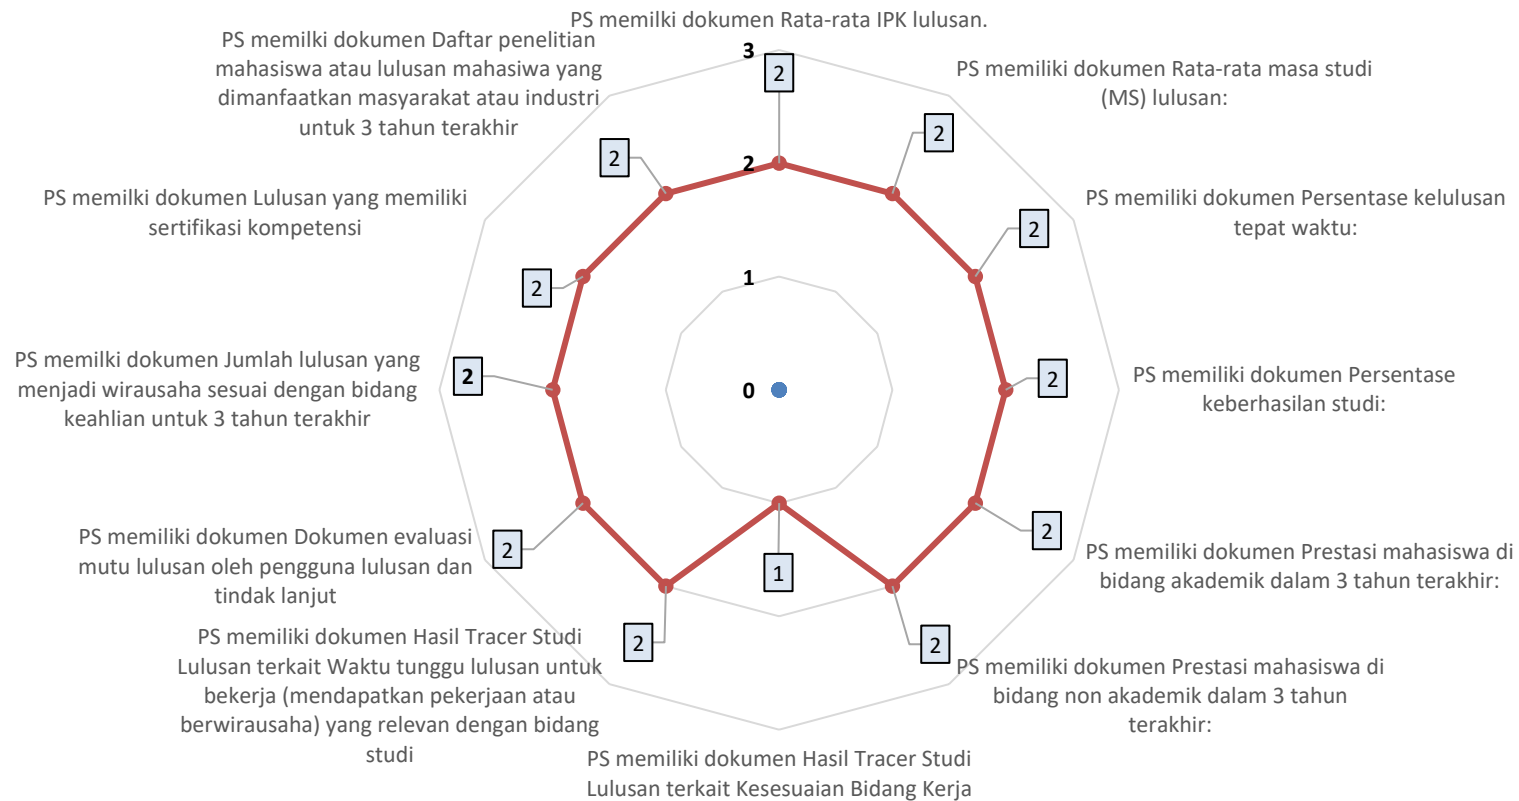 PS memilki dokumen Rata-rata IPK lulusan.
PS memiliki dokumen Rata-rata masa studi
(MS) lulusan:
PS memiliki dokumen Persentase kelulusan
tepat waktu:
PS memiliki dokumen Persentase
keberhasilan studi:
PS memiliki dokumen Prestasi mahasiswa di
bidang akademik dalam 3 tahun terakhir:
PS memiliki dokumen Prestasi mahasiswa di
bidang non akademik dalam 3 tahun
terakhir:
PS memiliki dokumen Hasil Tracer Studi
Lulusan terkait Kesesuaian Bidang Kerja
PS memiliki dokumen Hasil Tracer Studi
Lulusan terkait Waktu tunggu lulusan untuk
bekerja (mendapatkan pekerjaan atau
berwirausaha) yang relevan dengan bidang
studi
PS memiliki dokumen Dokumen evaluasi
mutu lulusan oleh pengguna lulusan dan
tindak lanjut
PS memilki dokumen Jumlah lulusan yang
menjadi wirausaha sesuai dengan bidang
keahlian untuk 3 tahun terakhir
PS memilki dokumen Lulusan yang memiliki
sertifikasi kompetensi
PS memilki dokumen Daftar penelitian
mahasiswa atau lulusan mahasiwa yang
dimanfaatkan masyarakat atau industri
untuk 3 tahun terakhir
3
2
1
0
2
2
2
2
2
2
1
2
2
2
2
2